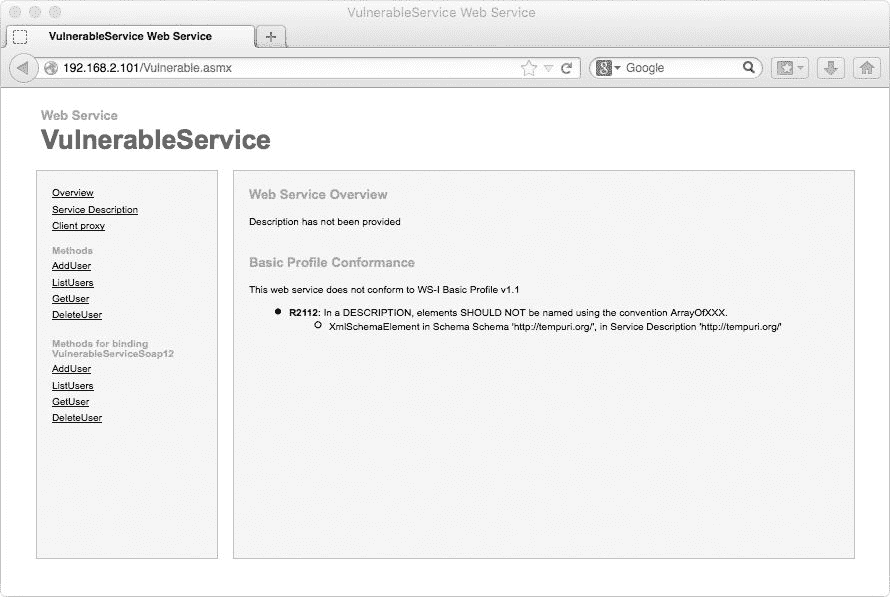 VulnerableService Web Service
VulnerableService Web Service
192.168.2.101/Vulnerable.asmx
Google
Web Service
VulnerableService
Overview
Service Description
Client proxy
Methods
AddUser
ListUsers
GetUser
DeleteUser
Methods for binding
VulnerableServiceSoap12
AddUser
ListUsers
GetUser
DeleteUser
Web Service Overview
Description has not been provided
Basic Profile Conformance
This web service does not conform to WS-I Basic Profile v1.1
R2112: In a DESCRIPTION, elements SHOULD NOT be named using the convention ArrayOfXXX.
XmlSchemaElement in Schema Schema 'http://tempuri.org/', in Service Description 'http://tempuri.org/'